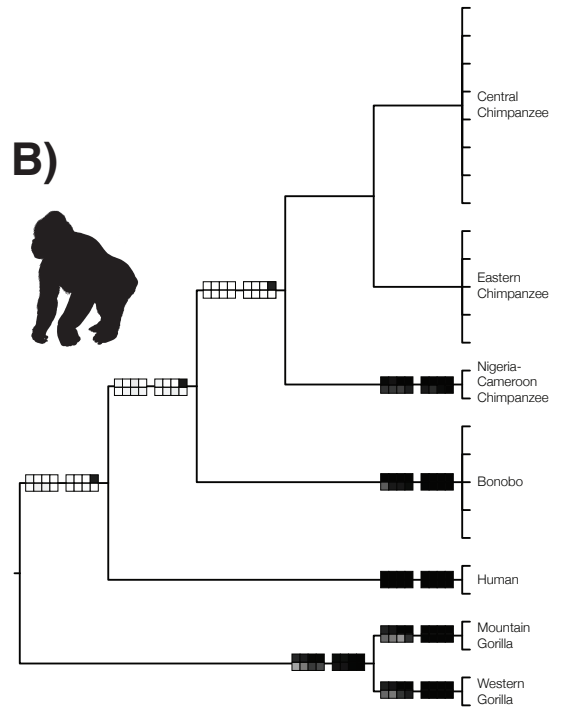 B)
Central
Chimpanzee
Eastern
Chimpanzee
Nigeria-
Cameroon
Chimpanzee
Bonobo
Human
Mountain
Gorilla
Western
Gorilla